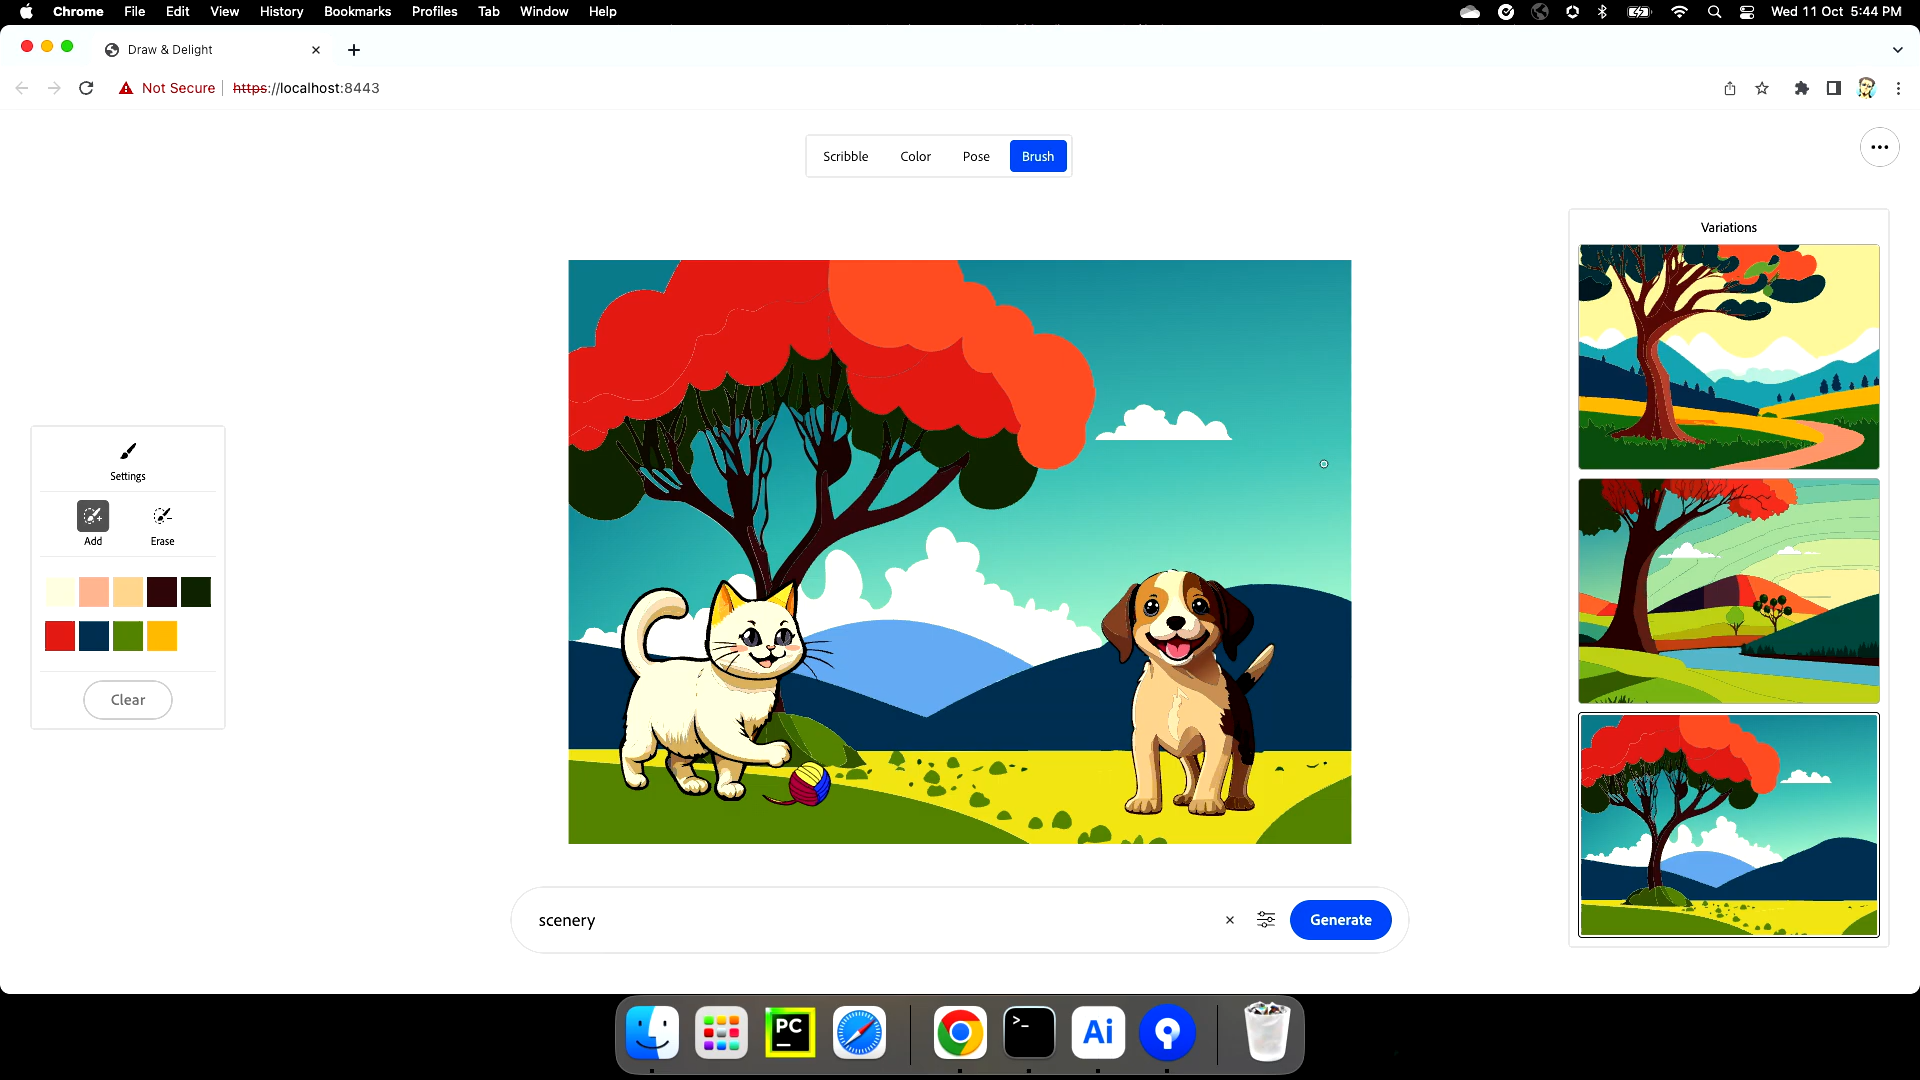 Chrome File Edit View History Bookmarks Profiles Tab Window Help Wed 11 Oct 5:44 PM
Draw & Delight
Not Secure https://localhost:8443
Scribble Color Pose Brush
Variations
Settings
Add Erase
Clear
scenery Generate
PC >_ Ai